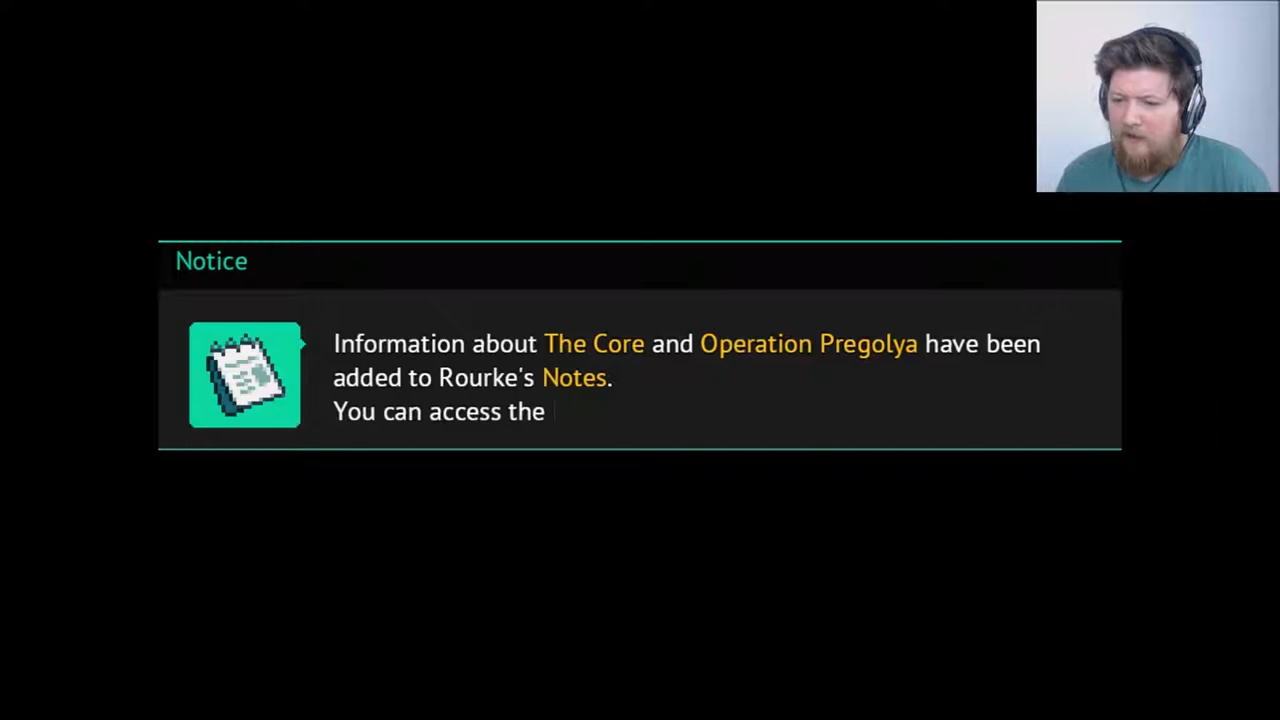 Notice
Information about The Core and Operation Pregolya have been
added to Rourke's Notes.
You can access the